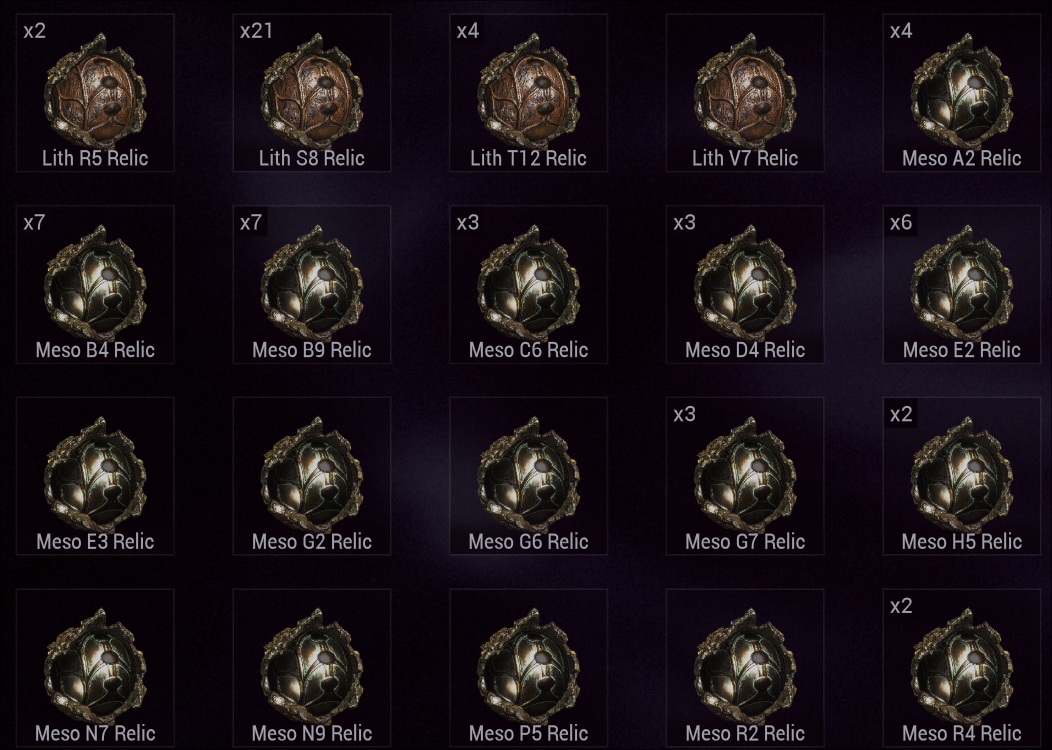 x2
x21
x4
x4
Lith R5 Relic
Lith S8 Relic
Lith T12 Relic
Lith V7 Relic
Meso A2 Relic
x7
x7
x3
x3
x6
Meso B4 Relic
Meso B9 Relic
Meso C6 Relic
Meso D4 Relic
Meso E2 Relic
x3
x2
Meso E3 Relic
Meso G2 Relic
Meso G6 Relic
Meso G7 Relic
Meso H5 Relic
x2
Meso N7 Relic
Meso N9 Relic
Meso P5 Relic
Meso R2 Relic
Meso R4 Relic